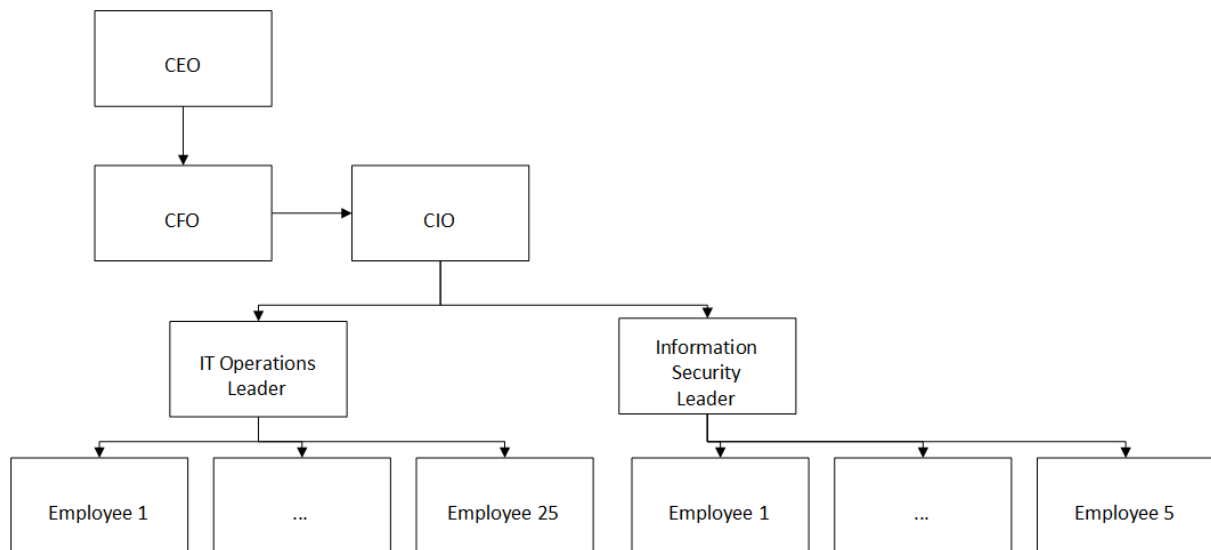 CEO
CFO
CIO
IT Operations
Leader
Information
Security
Leader
Employee 1
...
Employee 25
Employee 1
...
Employee 5